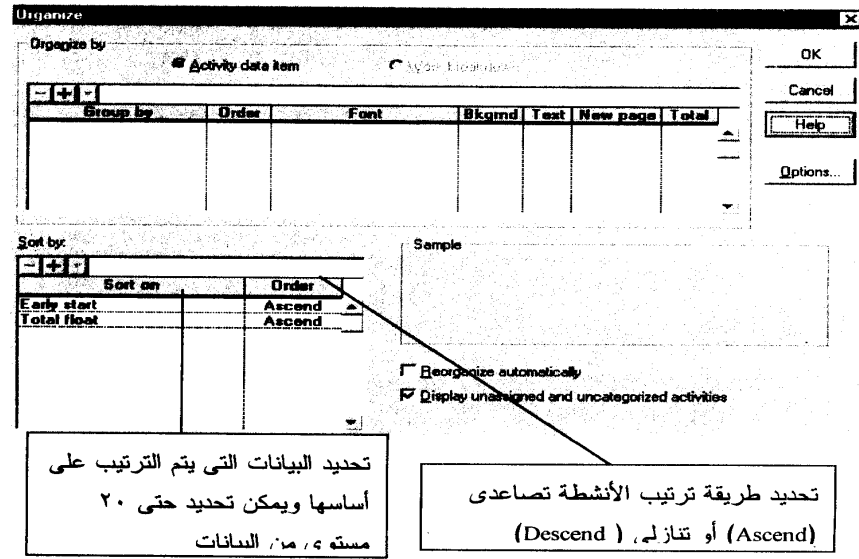 Organize
Organize by
Activity data item
OK
Cancel
Help
Options...
Group by Order Font Bkgrnd Text New page Total
Sort by:
Sort on Order
Early start Ascend
Total float Ascend
Sample
Reorganize automatically
Display unassigned and uncategorized activities
تحديد البيانات التى يتم الترتيب على
أساسها ويمكن تحديد حتى ٢٠
مستوى من البيانات
تحديد طريقة ترتيب الأنشطة تصاعدى
(Ascend) أو تنازلى ( Descend)